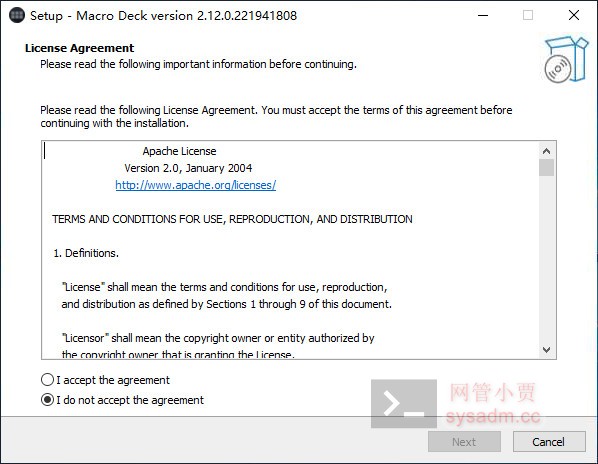 Setup - Macro Deck version 2.12.0.221941808
License Agreement
Please read the following important information before continuing.
Please read the following License Agreement. You must accept the terms of this agreement before
continuing with the installation.
Apache License
Version 2.0, January 2004
http://www.apache.org/licenses/
TERMS AND CONDITIONS FOR USE, REPRODUCTION, AND DISTRIBUTION
1. Definitions.
"License" shall mean the terms and conditions for use, reproduction,
and distribution as defined by Sections 1 through 9 of this document.
"Licensor" shall mean the copyright owner or entity authorized by
the copyright owner that is granting the License.
I accept the agreement
I do not accept the agreement
网管小贾
sysadm.cc
Next
Cancel